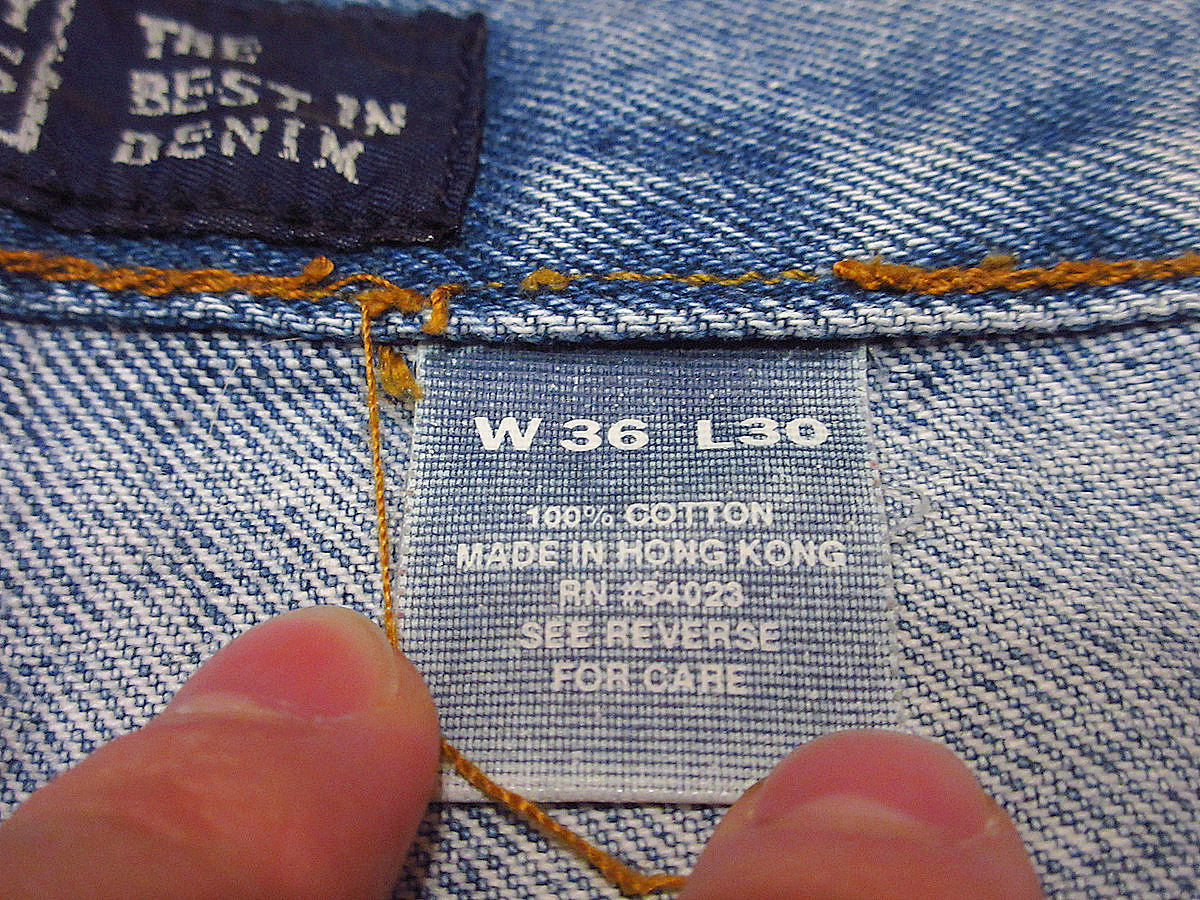 THE
BEST IN
DENIM
W 36 L30
100% COTTON
MADE IN HONG KONG
RN #54023
SEE REVERSE
FOR CARE